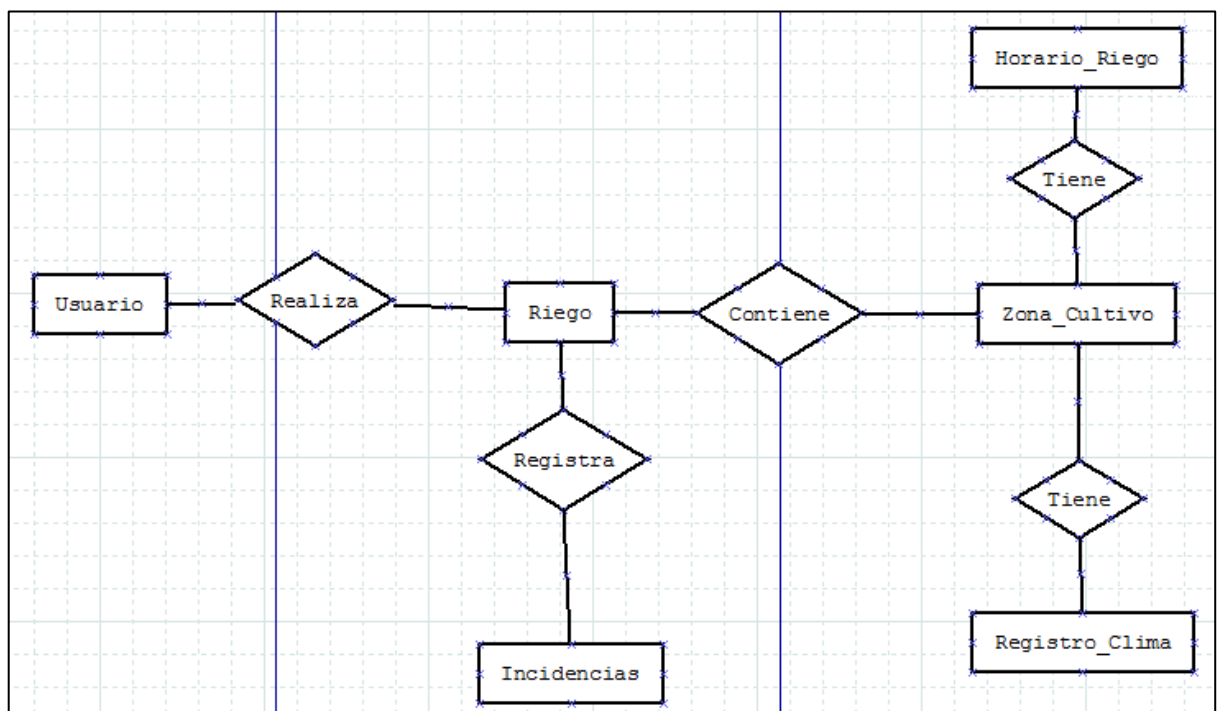 Horario_Riego
Tiene
Usuario
Realiza
Riego
Contiene
Zona_Cultivo
Registra
Tiene
Incidencias
Registro_Clima